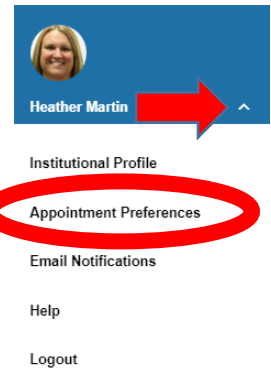 Heather Martin
Institutional Profile
Appointment Preferences
Email Notifications
Help
Logout